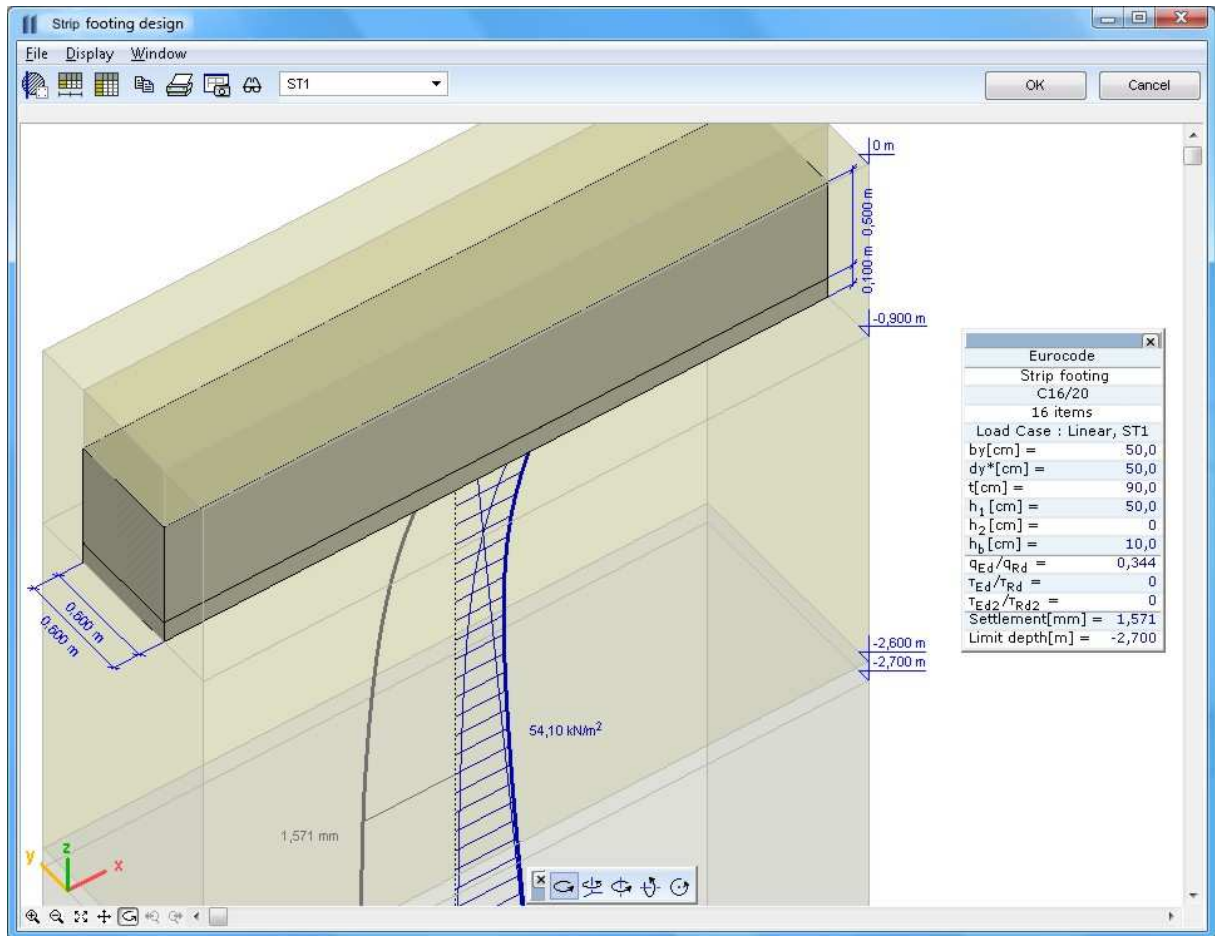 Strip footing design
File Display Window
ST1
OK Cancel
0 m
0,500 m
0,100 m
-0,900 m
Eurocode
Strip footing
C16/20
16 items
Load Case : Linear, ST1
by[cm] = 50,0
dy*[cm] = 50,0
t[cm] = 90,0
h1 [cm] = 50,0
h2 [cm] = 0
hb [cm] = 10,0
qEd/qRd = 0,344
τEd/τRd = 0
τEd2/τRd2 = 0
Settlement[mm] = 1,571
Limit depth[m] = -2,700
0,600 m
0,600 m
-2,600 m
-2,700 m
54,10 kN/m2
1,571 mm
y z x